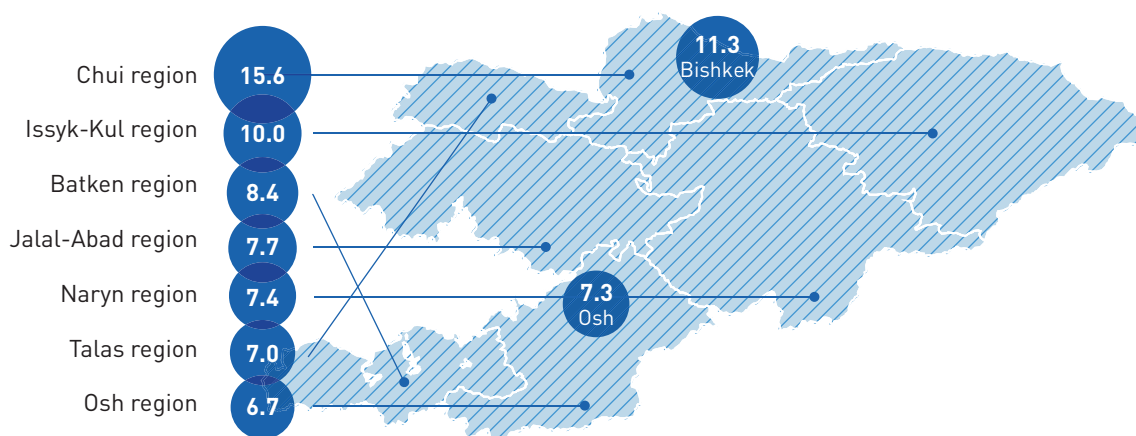 11.3
Bishkek
Chui region 15.6
Issyk-Kul region 10.0
Batken region 8.4
Jalal-Abad region 7.7
Naryn region 7.4
7.3
Osh
Talas region 7.0
Osh region 6.7